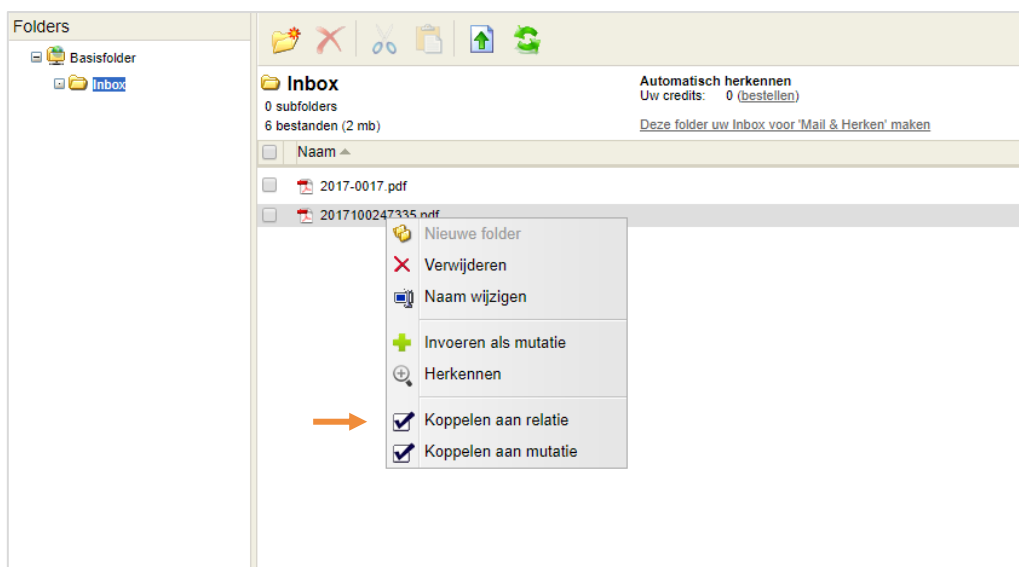 Folders
Basisfolder
Inbox
Inbox
0 subfolders
6 bestanden (2 mb)
Automatisch herkennen
Uw credits: 0 (bestellen)
Deze folder uw Inbox voor 'Mail & Herken' maken
Naam
2017-0017.pdf
2017100247335.pdf
Nieuwe folder
Verwijderen
Naam wijzigen
Invoeren als mutatie
Herkennen
Koppelen aan relatie
Koppelen aan mutatie